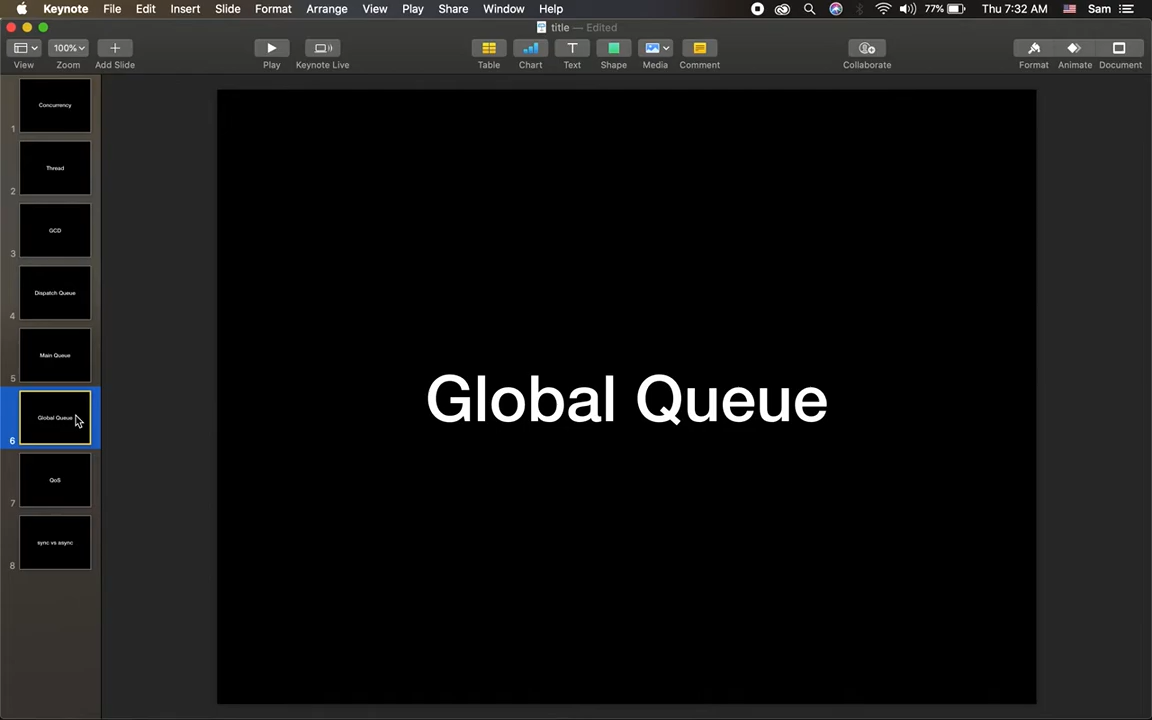 Keynote File Edit Insert Slide Format Arrange View Play Share Window Help 77% Thu 7:32 AM Sam
title — Edited
100%
View Zoom Add Slide Play Keynote Live Table Chart Text Shape Media Comment Collaborate Format Animate Document
Concurrency
1
Thread
2
GCD
3
Dispatch Queue
4
Main Queue
5
Global Queue
6
QoS
7
sync vs async
8
Global Queue